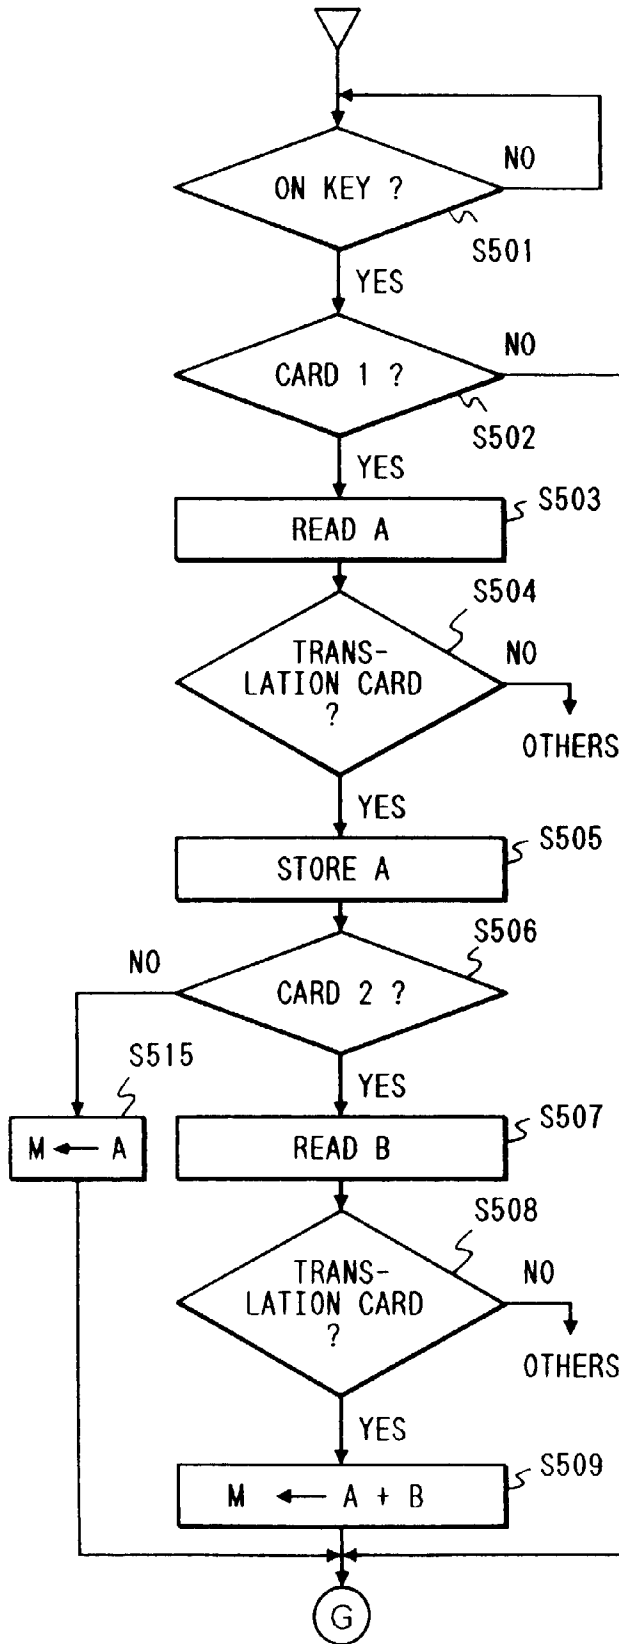 ON KEY ?
NO
S501
YES
CARD 1 ?
NO
S502
YES
S503
READ A
S504
TRANS-
LATION CARD
?
NO
OTHERS
YES
S505
STORE A
S506
NO
CARD 2 ?
S515
YES
M ← A
S507
READ B
S508
TRANS-
LATION CARD
?
NO
OTHERS
YES
S509
M ← A + B
G